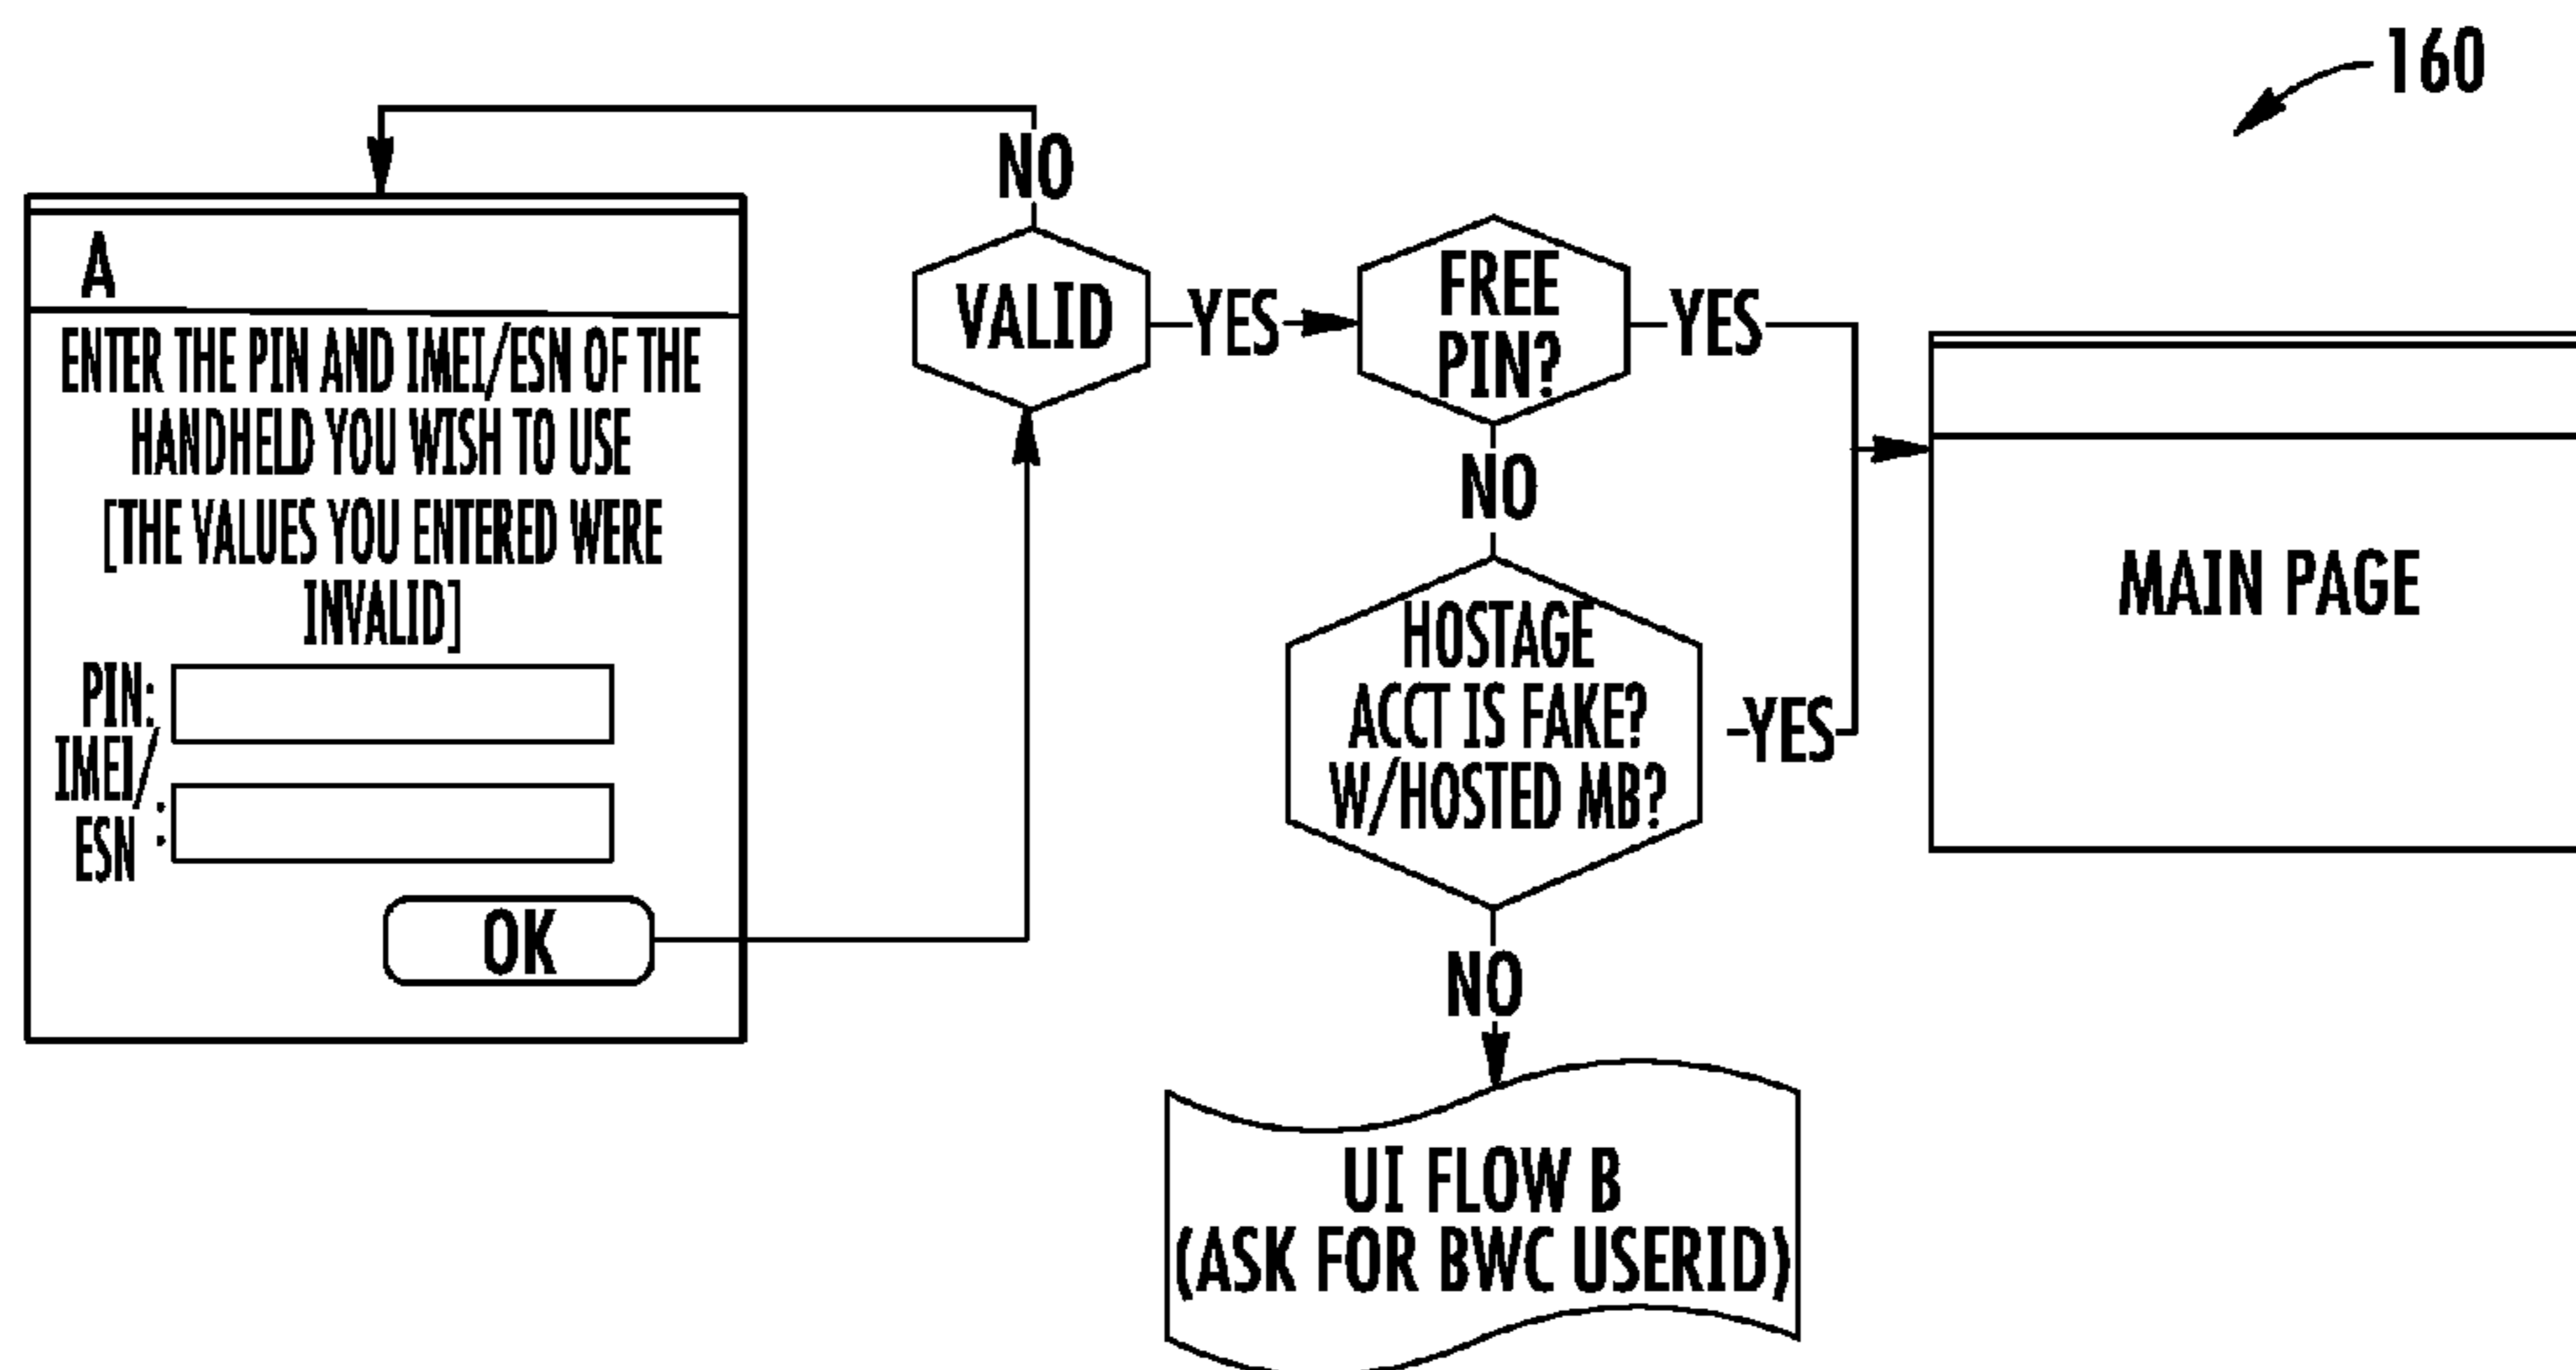 160
A
ENTER THE PIN AND IMEI/ESN OF THE
HANDHELD YOU WISH TO USE
[THE VALUES YOU ENTERED WERE
INVALID]
PIN:
IMEI/
ESN :
OK
NO
VALID
YES
FREE
PIN?
YES
NO
HOSTAGE
ACCT IS FAKE?
W/HOSTED MB?
YES
NO
UI FLOW B
(ASK FOR BWC USERID)
MAIN PAGE